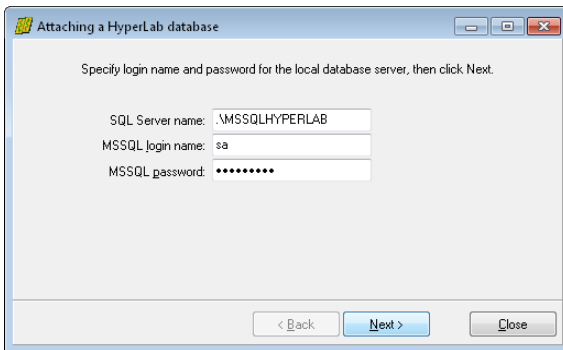 Attaching a HyperLab database
Specify login name and password for the local database server, then click Next.
SQL Server name: .\MSSQLHYPERLAB
MSSQL login name: sa
MSSQL password: •••••••••
< Back Next > Close